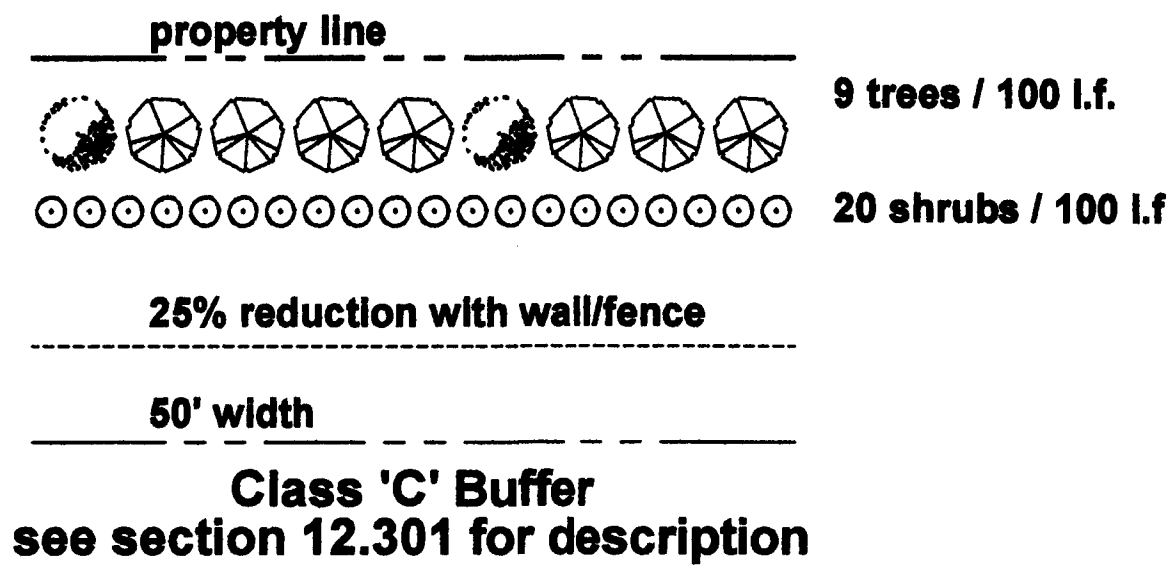 property line
9 trees / 100 l.f.
20 shrubs / 100 l.f
25% reduction with wall/fence
50' width
Class 'C' Buffer
see section 12.301 for description